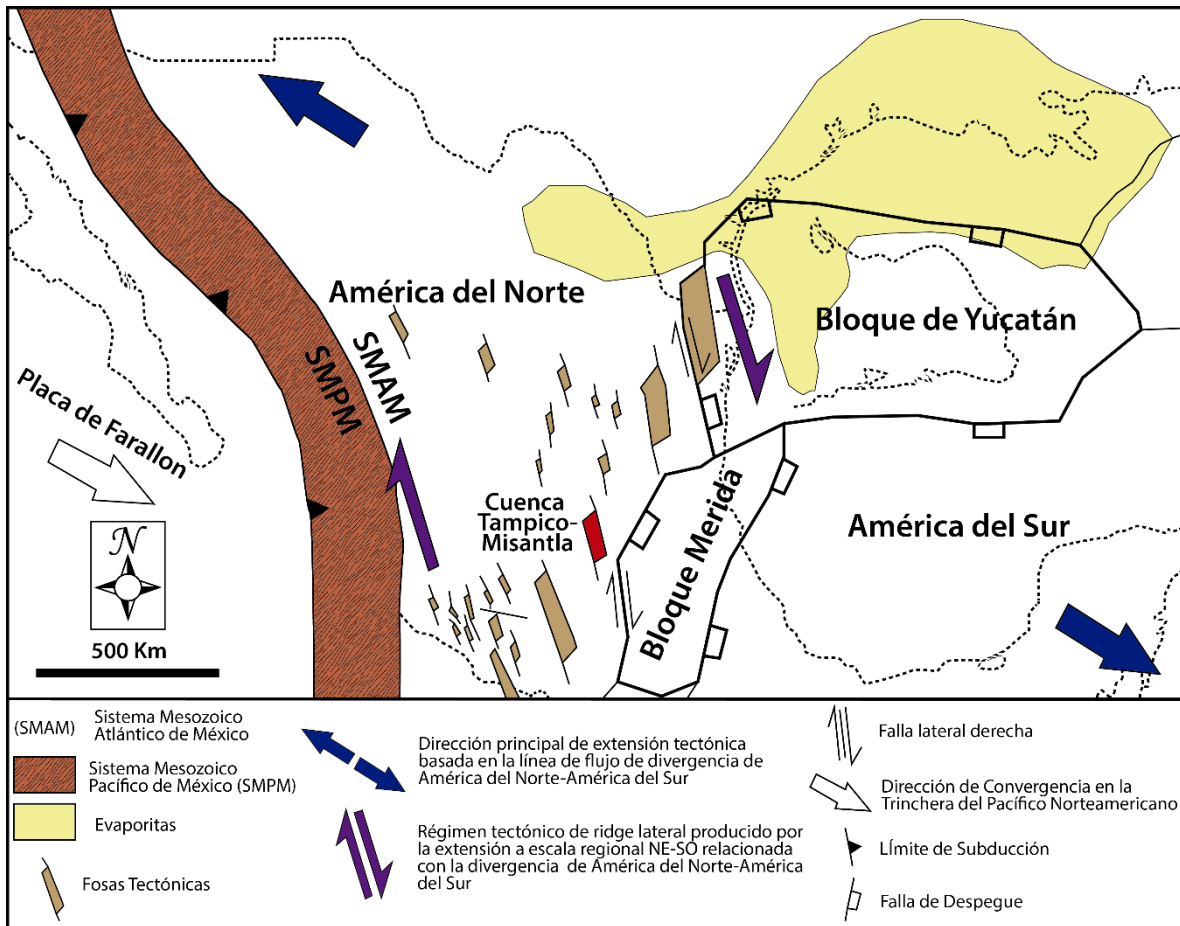 América del Norte
Bloque de Yucatán
SMAM
SMPM
Placa de Farallon
Cuenca
Tampico-
Misantla
Bloque Merida
América del Sur
N
500 Km
(SMAM)
Sistema Mesozoico
Atlántico de México
Sistema Mesozoico
Pacífico de México (SMPM)
Evaporitas
Fosas Tectónicas
Dirección principal de extensión tectónica
basada en la línea de flujo de divergencia de
América del Norte-América del Sur
Régimen tectónico de ridge lateral producido por
la extensión a escala regional NE-SO relacionada
con la divergencia de América del Norte-América
del Sur
Falla lateral derecha
Dirección de Convergencia en la
Trinchera del Pacífico Norteamericano
LÍmite de Subducción
Falla de Despegue